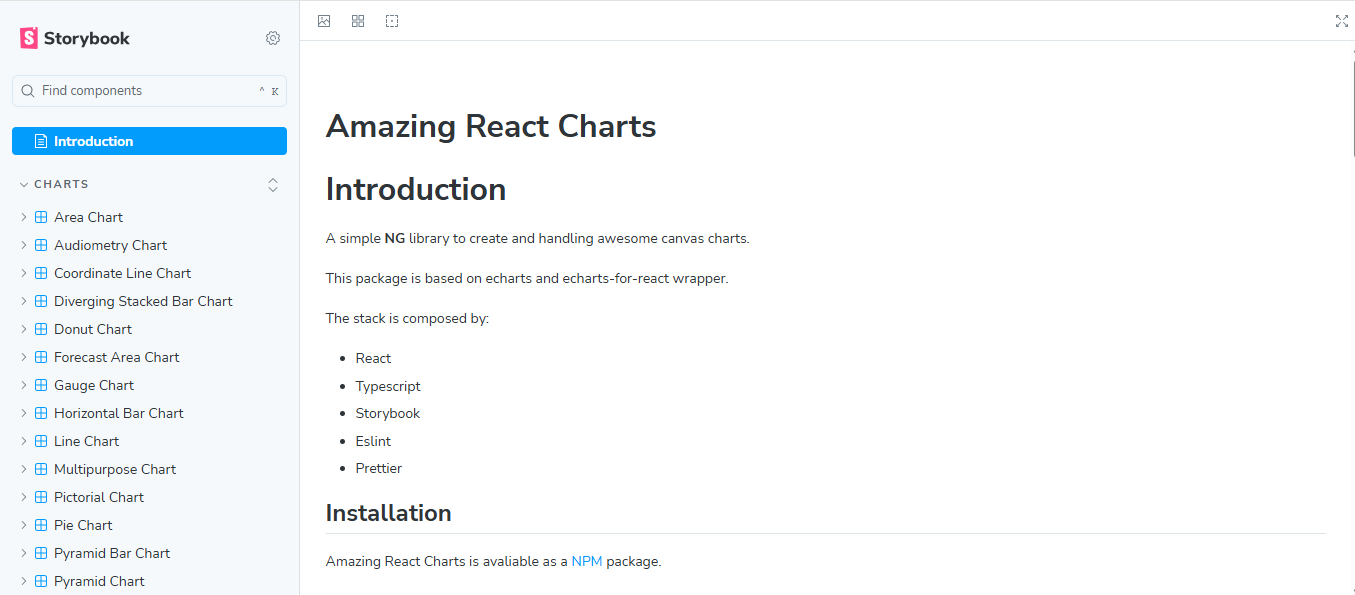 Storybook
Find components
^ K
Introduction
CHARTS
Area Chart
Audiometry Chart
Coordinate Line Chart
Diverging Stacked Bar Chart
Donut Chart
Forecast Area Chart
Gauge Chart
Horizontal Bar Chart
Line Chart
Multipurpose Chart
Pictorial Chart
Pie Chart
Pyramid Bar Chart
Pyramid Chart
Amazing React Charts
Introduction
A simple NG library to create and handling awesome canvas charts.
This package is based on echarts and echarts-for-react wrapper.
The stack is composed by:
React
Typescript
Storybook
Eslint
Prettier
Installation
Amazing React Charts is avaliable as a NPM package.